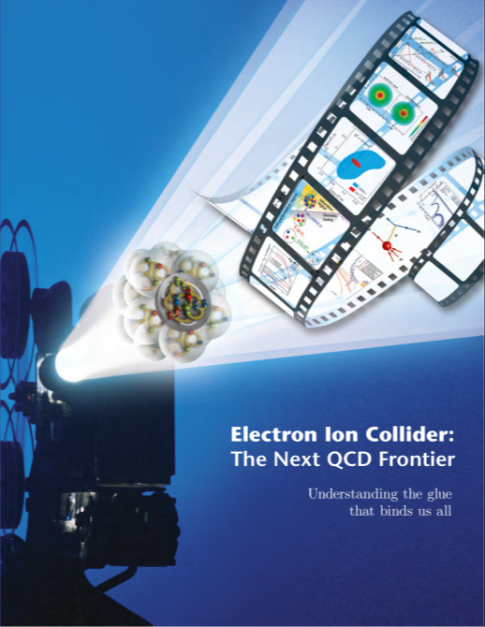 Electron Ion Collider:
The Next QCD Frontier
Understanding the glue
that binds us all